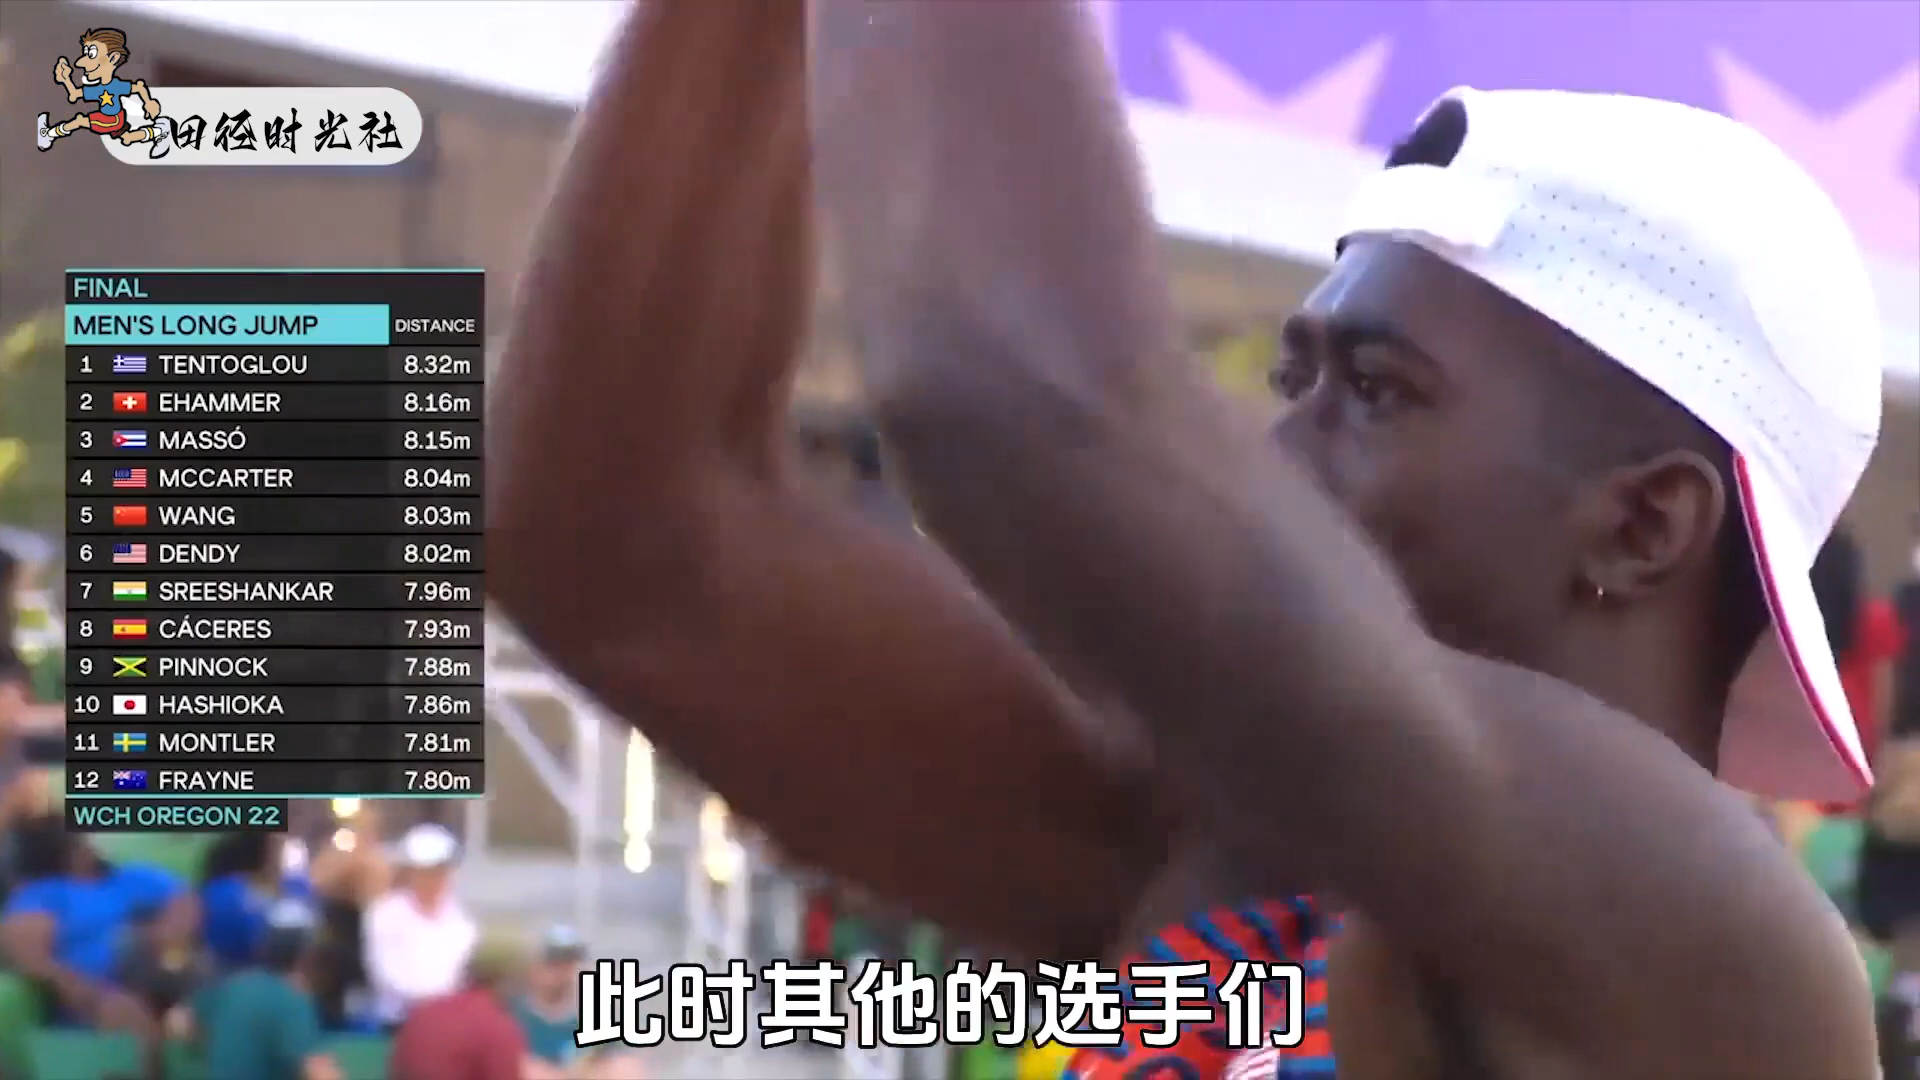 田径时光社
FINAL
MEN'S LONG JUMP DISTANCE
1 TENTOGLOU 8.32m
2 EHAMMER 8.16m
3 MASSÓ 8.15m
4 MCCARTER 8.04m
5 WANG 8.03m
6 DENDY 8.02m
7 SREESHANKAR 7.96m
8 CÁCERES 7.93m
9 PINNOCK 7.88m
10 HASHIOKA 7.86m
11 MONTLER 7.81m
12 FRAYNE 7.80m
WCH OREGON 22
此时其他的选手们